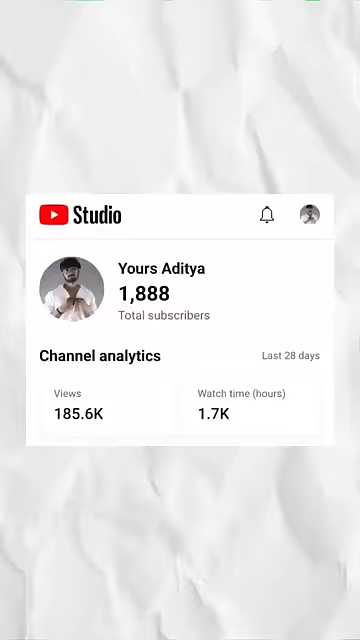 Studio
Yours Aditya
1,888
Total subscribers
Channel analytics
Last 28 days
Views
Watch time (hours)
185.6K
1.7K